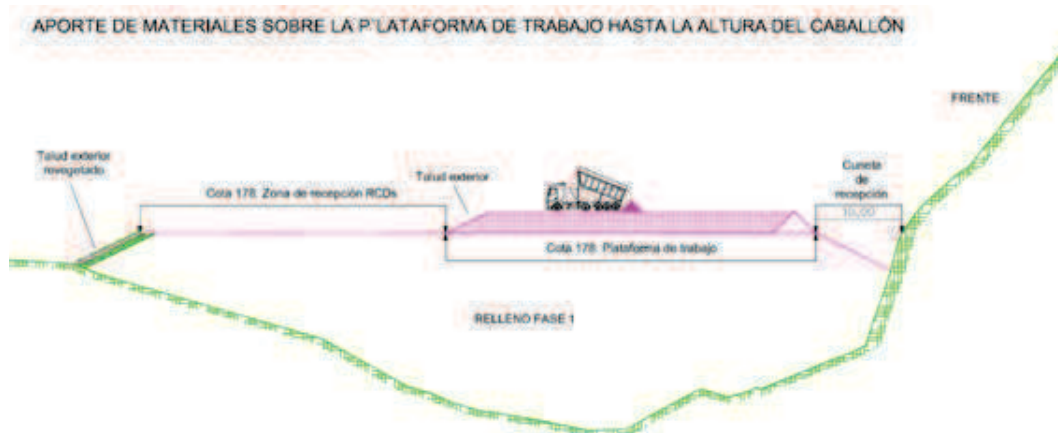 APORTE DE MATERIALES SOBRE LA P'LATAFORMA DE TRABAJO HASTA LA ALTURA DEL CABALLÓN
FRENTE
Talud exterior
revegetado
Cota 178. Zona de recepción RCDs
Talud exterior
Cuneta
de
recepción
10,00
Cota 178. Plataforma de trabajo
RELLENO FASE 1